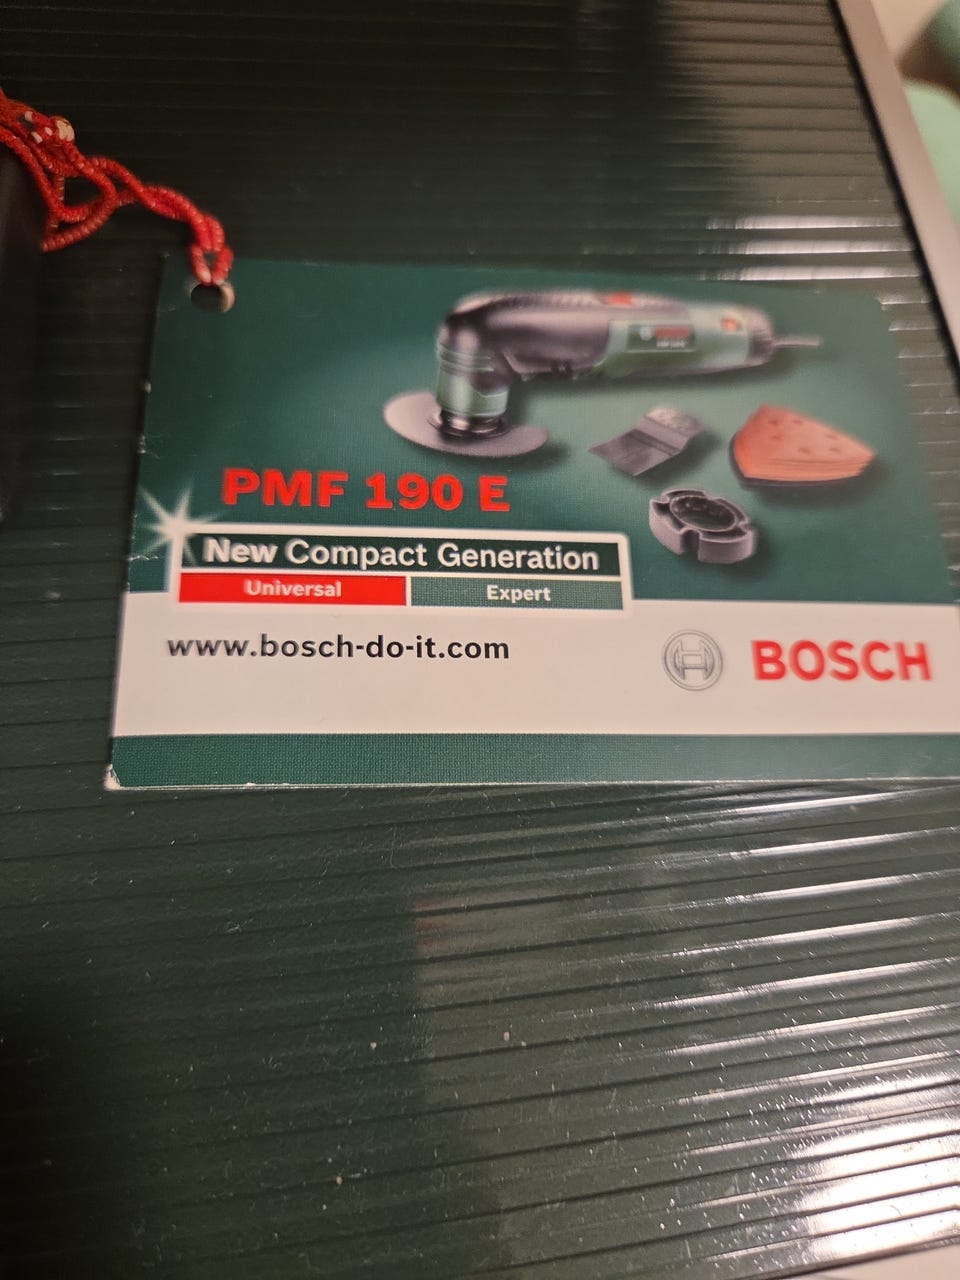 PMF 190 E
New Compact Generation
Universal
Expert
www.bosch-do-it.com
BOSCH